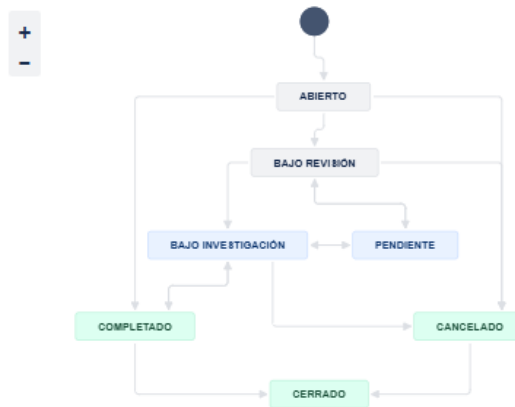 +
−
ABIERTO
BAJO REVISIÓN
BAJO INVESTIGACIÓN
PENDIENTE
COMPLETADO
CANCELADO
CERRADO